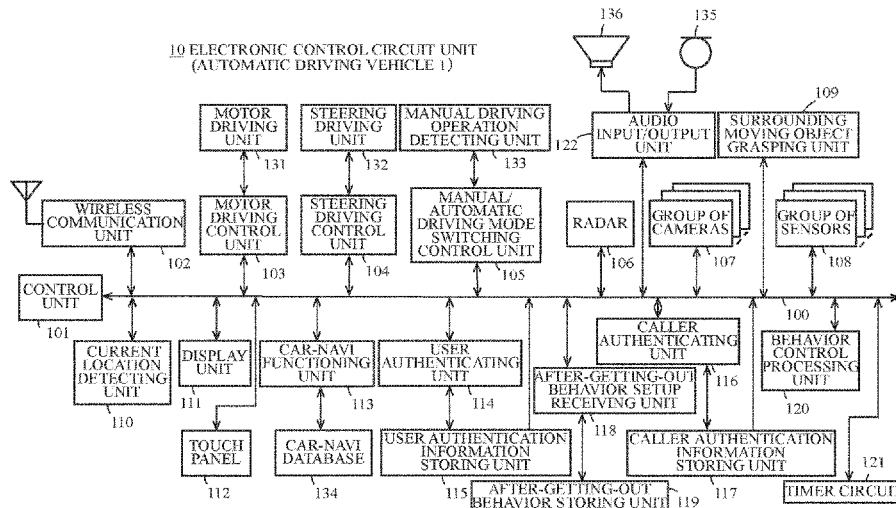 136
135
10 ELECTRONIC CONTROL CIRCUIT UNIT
(AUTOMATIC DRIVING VEHICLE 1)
109
MOTOR
DRIVING
UNIT
131
STEERING
DRIVING
UNIT
132
MANUAL DRIVING
OPERATION
DETECTING UNIT
133
122
AUDIO
INPUT/OUTPUT
UNIT
SURROUNDING
MOVING OBJECT
GRASPING UNIT
WIRELESS
COMMUNICATION
UNIT
102
MOTOR
DRIVING
CONTROL
UNIT
103
STEERING
DRIVING
CONTROL
UNIT
104
MANUAL/
AUTOMATIC
DRIVING MODE
SWITCHING
CONTROL UNIT
105
RADAR
106
GROUP OF
CAMERAS
107
GROUP OF
SENSORS
108
CONTROL
UNIT
101
100
CURRENT
LOCATION
DETECTING
UNIT
110
DISPLAY
UNIT
111
CAR-NAVI
FUNCTIONING
UNIT
113
USER
AUTHENTICATING
UNIT
114
CALLER
AUTHENTICATING
UNIT
116
BEHAVIOR
CONTROL
PROCESSING
UNIT
120
AFTER-GETTING-OUT
BEHAVIOR SETUP
RECEIVING UNIT
118
TOUCH
PANEL
112
CAR-NAVI
DATABASE
134
USER AUTHENTICATION
INFORMATION
STORING UNIT
115
CALLER AUTHENTICATION
INFORMATION
STORING UNIT
117
AFTER-GETTING-OUT
BEHAVIOR STORING UNIT
119
121
TIMER CIRCUIT